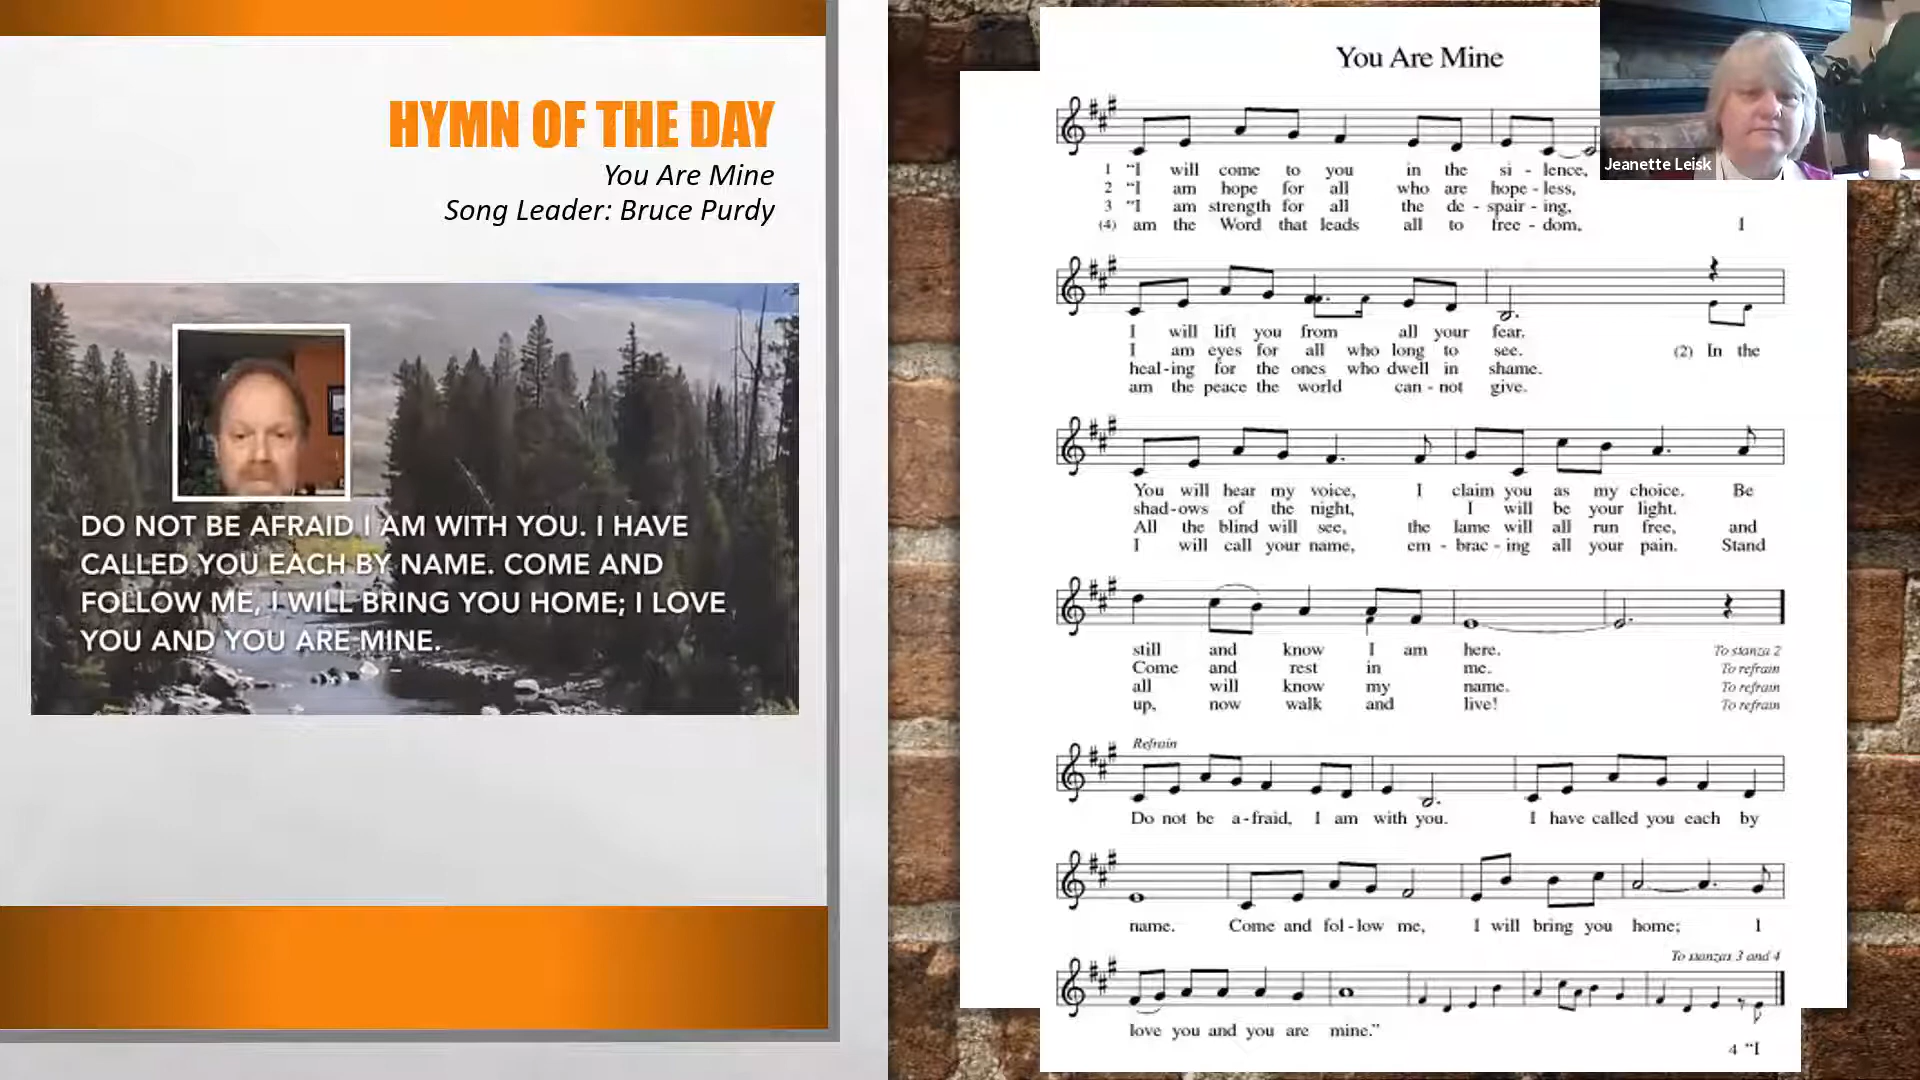 HYMN OF THE DAY
You Are Mine
Song Leader: Bruce Purdy
DO NOT BE AFRAID I AM WITH YOU. I HAVE
CALLED YOU EACH BY NAME. COME AND
FOLLOW ME, I WILL BRING YOU HOME; I LOVE
YOU AND YOU ARE MINE.
You Are Mine
Jeanette Leisk
1 “I will come to you in the si - lence,
2 “I am hope for all who are hope - less,
3 “I am strength for all the de - spair - ing,
(4) am the Word that leads all to free - dom, I
I will lift you from all your fear.
I am eyes for all who long to see. (2) In the
heal - ing for the ones who dwell in shame.
am the peace the world can - not give.
You will hear my voice, I claim you as my choice. Be
shad - ows of the night, I will be your light.
All the blind will see, the lame will all run free, and
I will call your name, em - brac - ing all your pain. Stand
still and know I am here. To stanza 2
Come and rest in me. To refrain
all will know my name. To refrain
up, now walk and live! To refrain
Refrain
Do not be a - fraid, I am with you. I have called you each by
name. Come and fol - low me, I will bring you home; I
To stanzas 3 and 4
love you and you are mine.”
4 “I